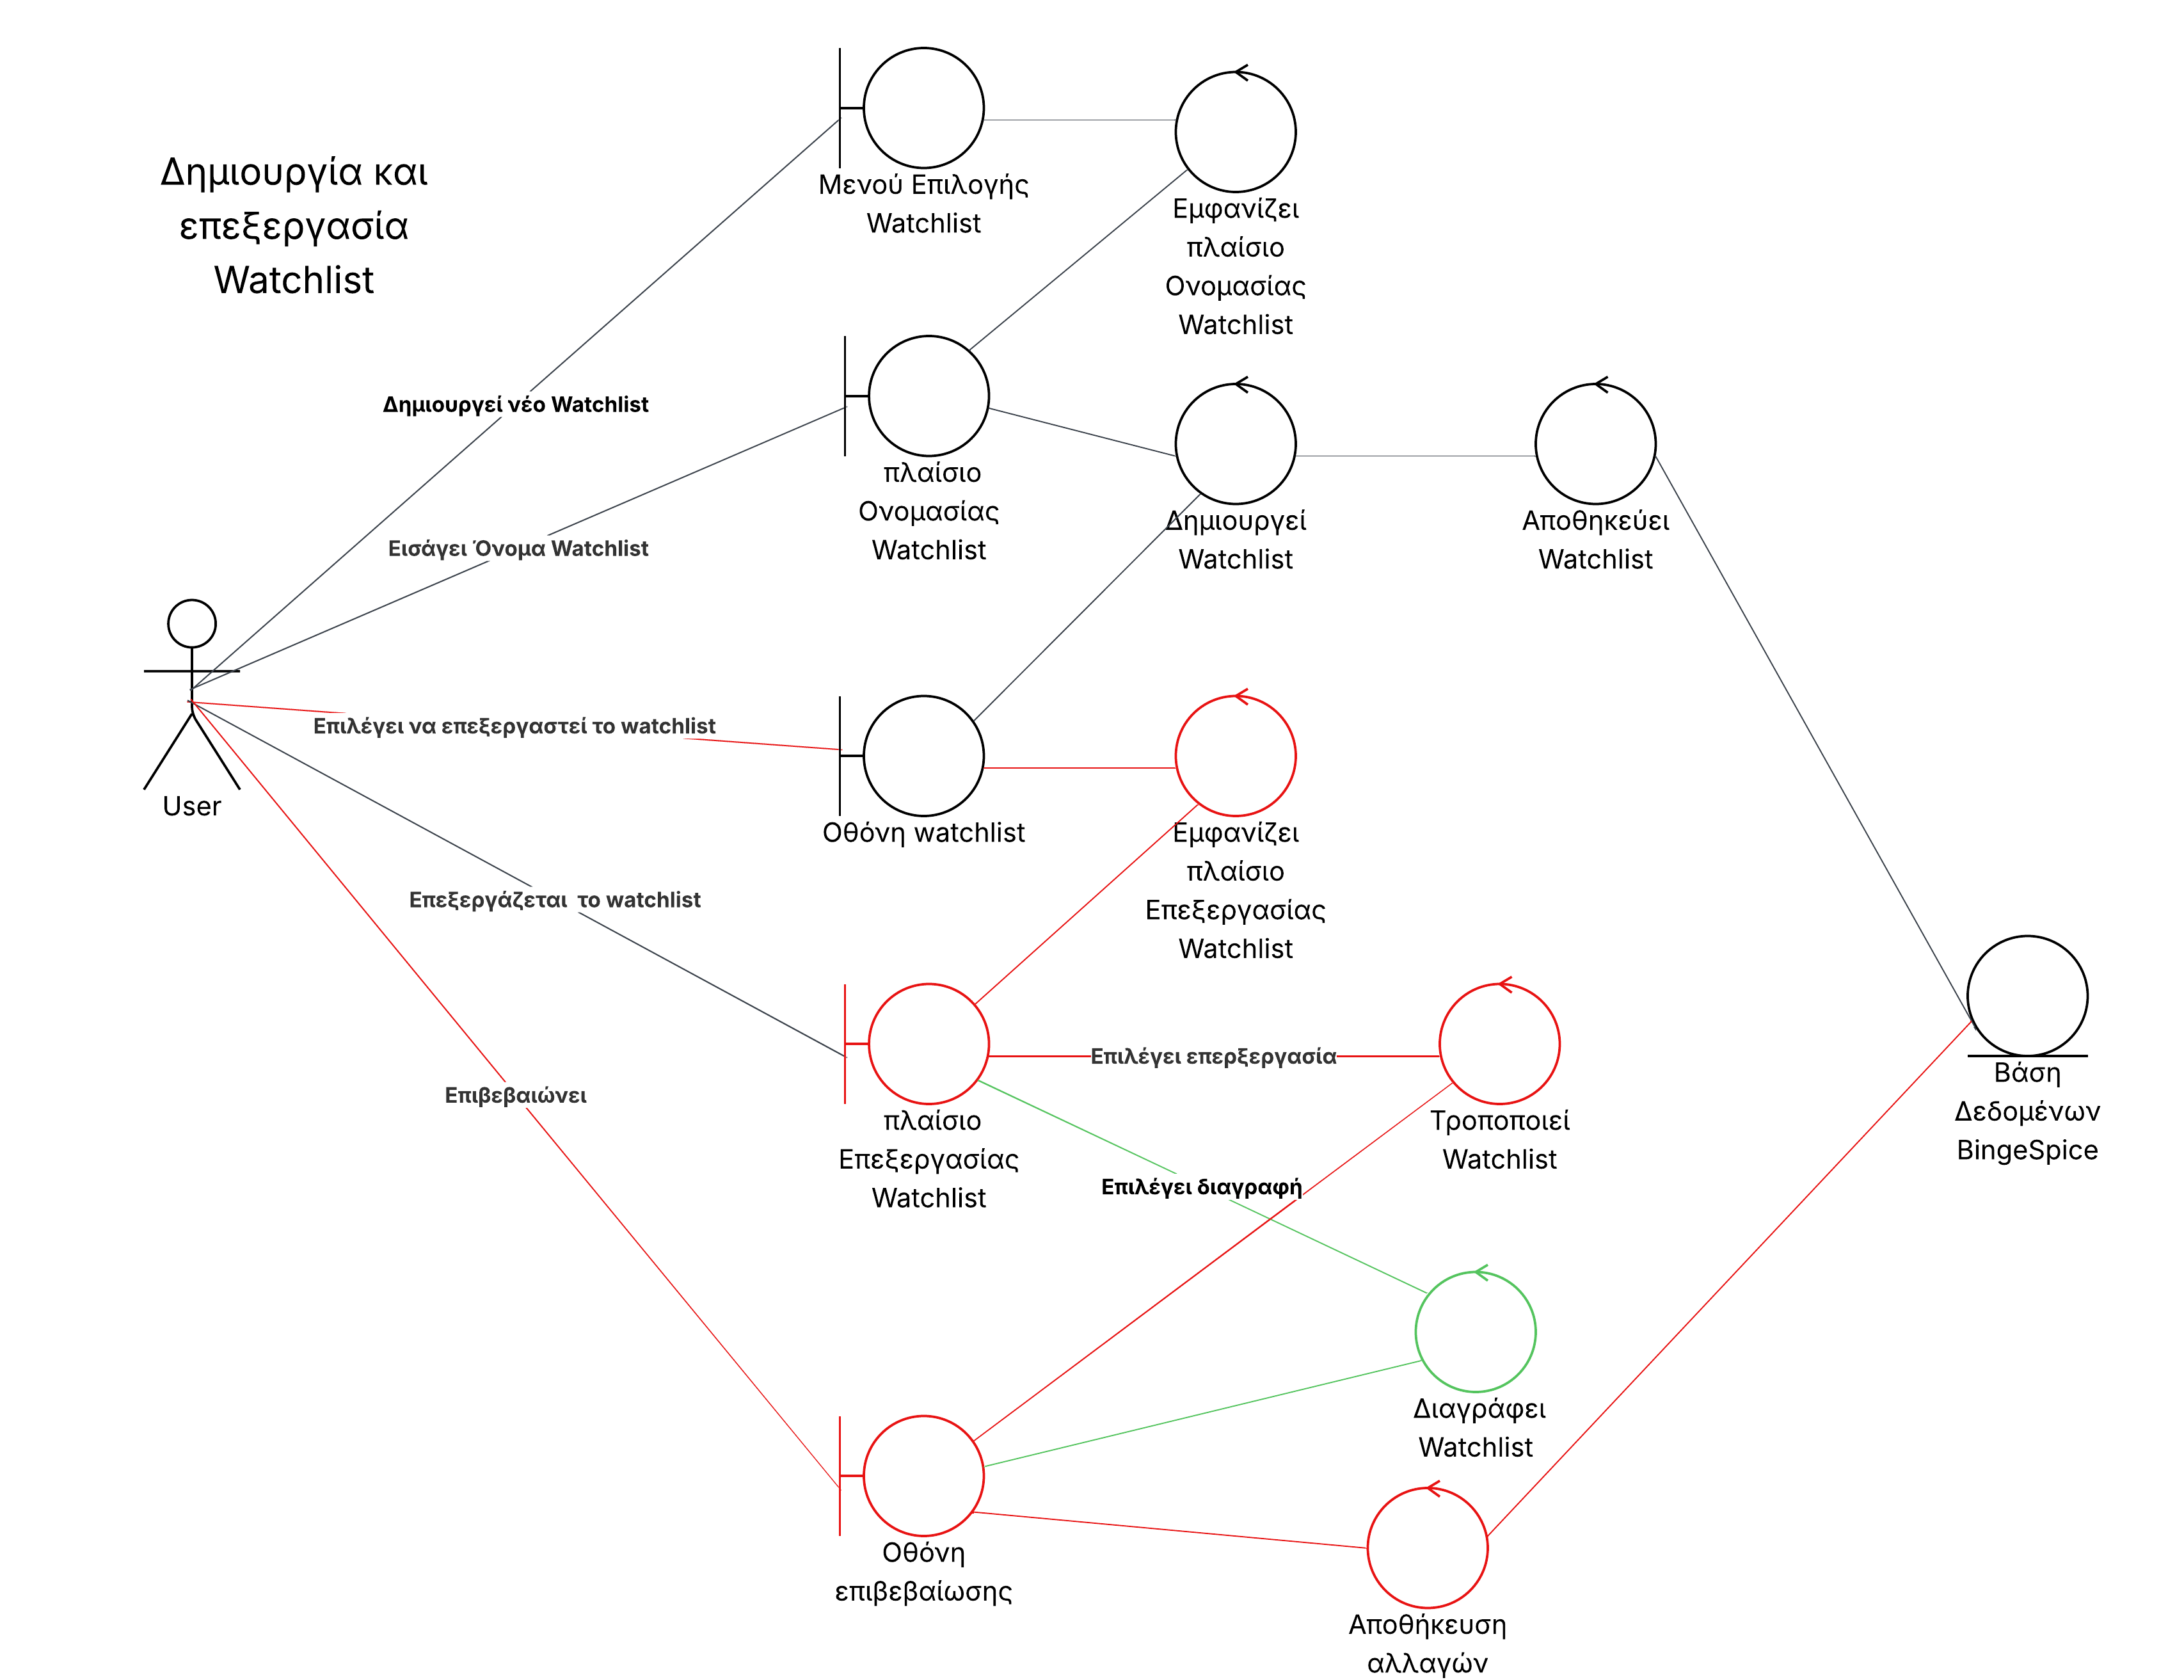 Δημιουργία και
επεξεργασία
Watchlist
Μενού Επιλογής
Watchlist
Εμφανίζει
πλαίσιο
Ονομασίας
Watchlist
Δημιουργεί νέο Watchlist
πλαίσιο
Ονομασίας
Watchlist
Δημιουργεί
Watchlist
Αποθηκεύει
Watchlist
Εισάγει Όνομα Watchlist
User
Επιλέγει να επεξεργαστεί το watchlist
Οθόνη watchlist
Εμφανίζει
πλαίσιο
Επεξεργασίας
Watchlist
Επεξεργάζεται  το watchlist
πλαίσιο
Επεξεργασίας
Watchlist
Επιλέγει επερξεργασία
Τροποποιεί
Watchlist
Βάση
Δεδομένων
BingeSpice
Επιβεβαιώνει
Επιλέγει διαγραφή
Διαγράφει
Watchlist
Οθόνη
επιβεβαίωσης
Αποθήκευση
αλλαγών